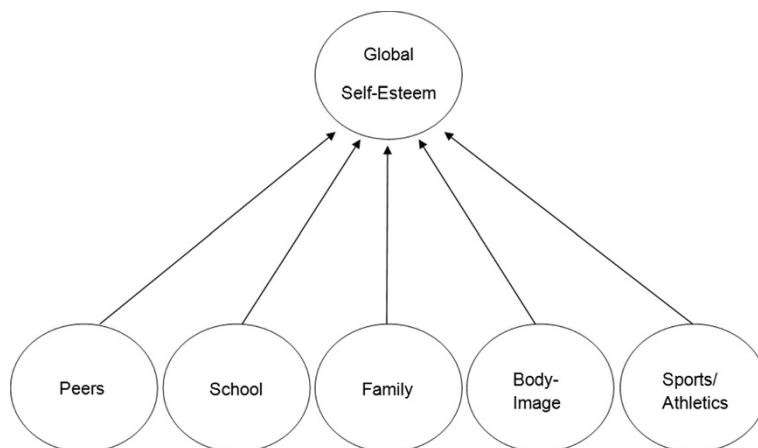 Global
Self-Esteem
Peers
School
Family
Body-
Image
Sports/
Athletics